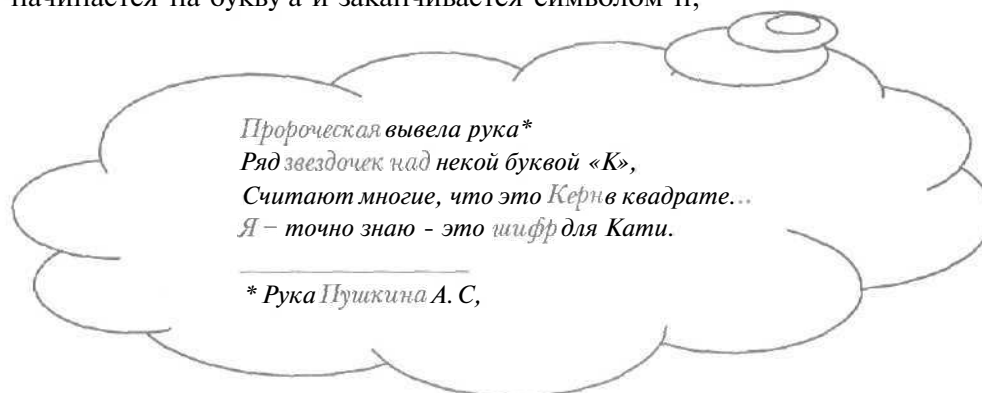 начинается на букву а и заканчивается символом п;
Пророческая вывела рука*
Ряд звездочек над некой буквой «К»,
Считают многие, что это Керн в квадрате...
Я – точно знаю - это шифр для Кати.
* Рука Пушкина А. С,